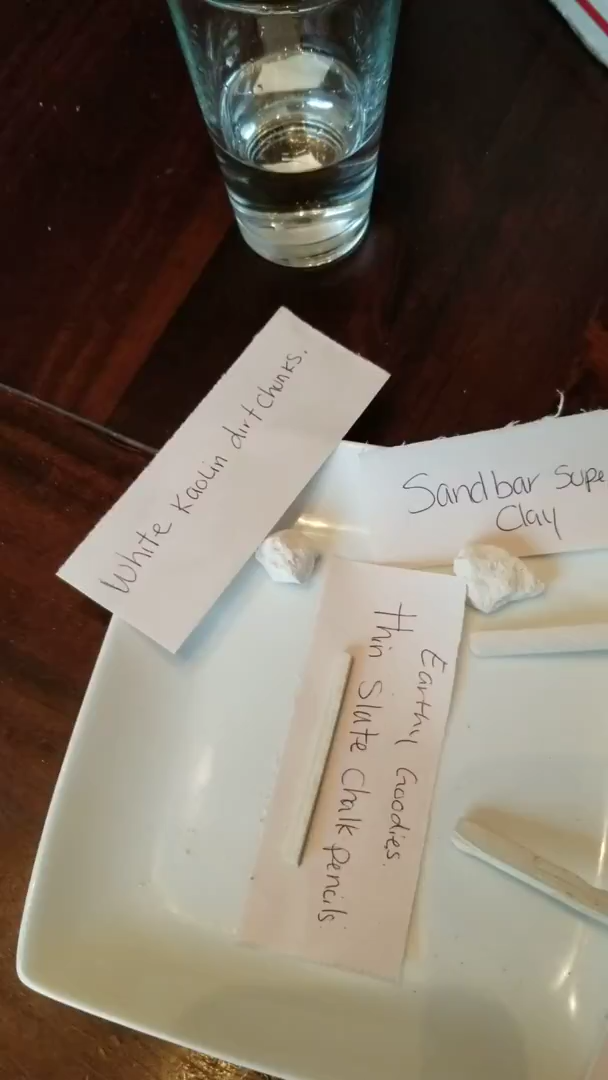 White Kaolin dirt chunks.
Sandbar Supe
Clay
Earthy Goodies.
Thin Slate Chalk pencils.